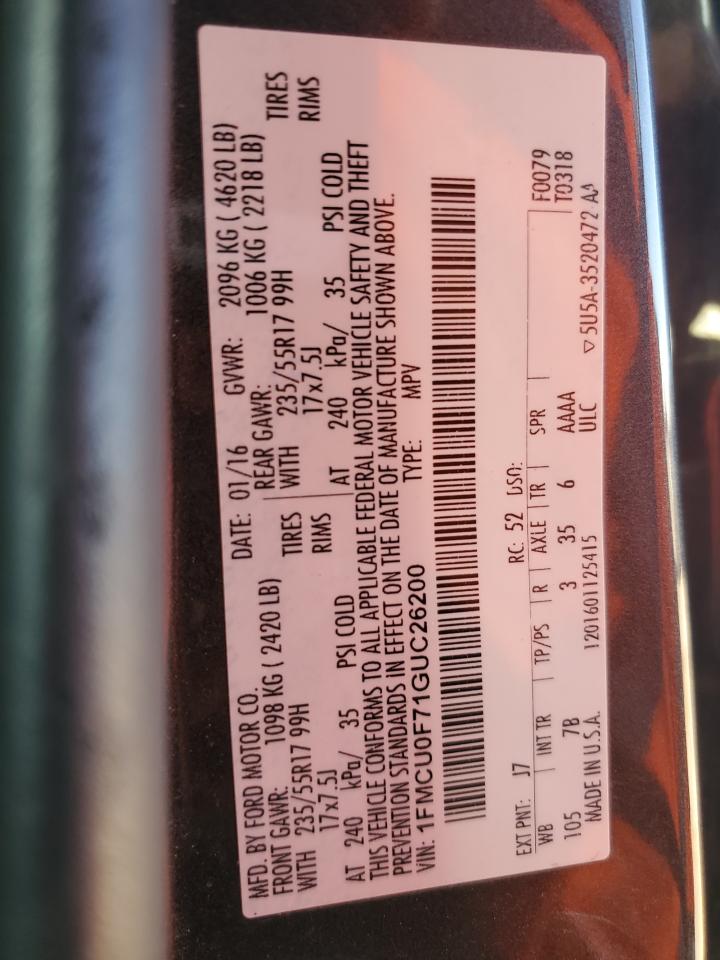 MFD. BY FORD MOTOR CO.
DATE: 01/16 GVWR: 2096 KG ( 4620 LB)
FRONT GAWR: 1098 KG ( 2420 LB)
REAR GAWR: 1006 KG ( 2218 LB)
WITH 235/55R17 99H TIRES
WITH 235/55R17 99H TIRES
17x7.5J RIMS
17x7.5J RIMS
AT 240 kPa/ 35 PSI COLD
AT 240 kPa/ 35 PSI COLD
THIS VEHICLE CONFORMS TO ALL APPLICABLE FEDERAL MOTOR VEHICLE SAFETY AND THEFT
PREVENTION STANDARDS IN EFFECT ON THE DATE OF MANUFACTURE SHOWN ABOVE.
VIN: 1FMCU0F71GUC26200
TYPE: MPV
EXT PNT: J7 RC: 52 DSO: F0079
WB INT TR TP/PS R AXLE TR SPR T0318
105 7B 3 35 6 AAAA
MADE IN U.S.A. 1201601125415 ULC ▽ 5U5A-3520472 AA